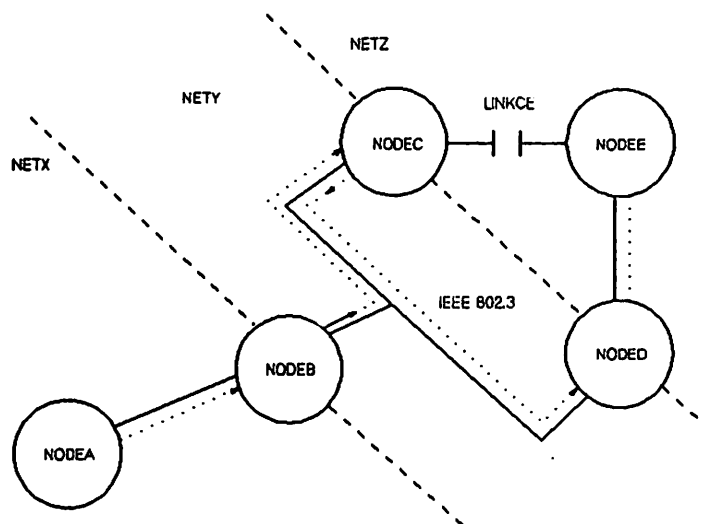 NETZ
NETY
LINKCE
NODEC
NODEE
NETX
IEEE 802.3
NODED
NODEB
NODEA